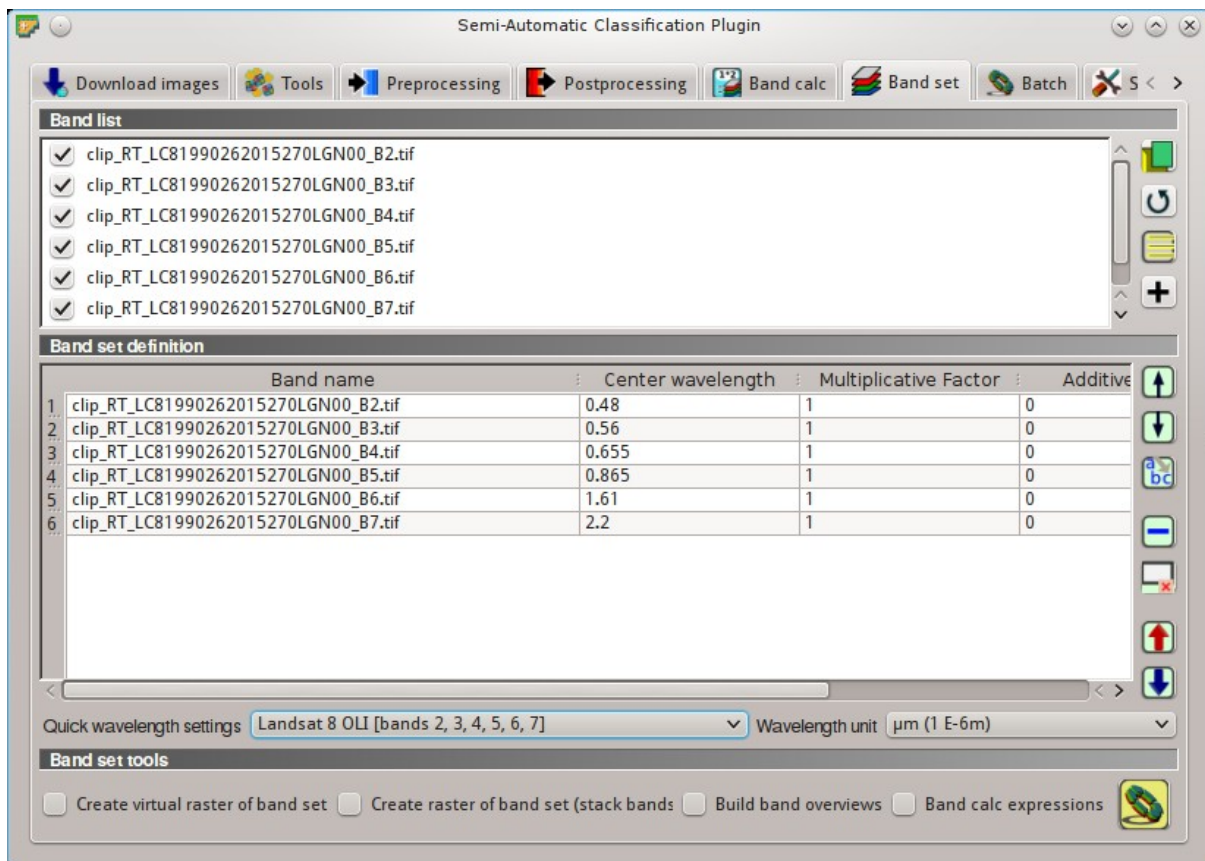 Semi-Automatic Classification Plugin
Download images Tools Preprocessing Postprocessing Band calc Band set Batch S
Band list
clip_RT_LC81990262015270LGN00_B2.tif
clip_RT_LC81990262015270LGN00_B3.tif
clip_RT_LC81990262015270LGN00_B4.tif
clip_RT_LC81990262015270LGN00_B5.tif
clip_RT_LC81990262015270LGN00_B6.tif
clip_RT_LC81990262015270LGN00_B7.tif
Band set definition
Band name Center wavelength Multiplicative Factor Additive
1 clip_RT_LC81990262015270LGN00_B2.tif 0.48 1 0
2 clip_RT_LC81990262015270LGN00_B3.tif 0.56 1 0
3 clip_RT_LC81990262015270LGN00_B4.tif 0.655 1 0
4 clip_RT_LC81990262015270LGN00_B5.tif 0.865 1 0
5 clip_RT_LC81990262015270LGN00_B6.tif 1.61 1 0
6 clip_RT_LC81990262015270LGN00_B7.tif 2.2 1 0
Quick wavelength settings Landsat 8 OLI [bands 2, 3, 4, 5, 6, 7] Wavelength unit µm (1 E-6m)
Band set tools
Create virtual raster of band set Create raster of band set (stack bands Build band overviews Band calc expressions